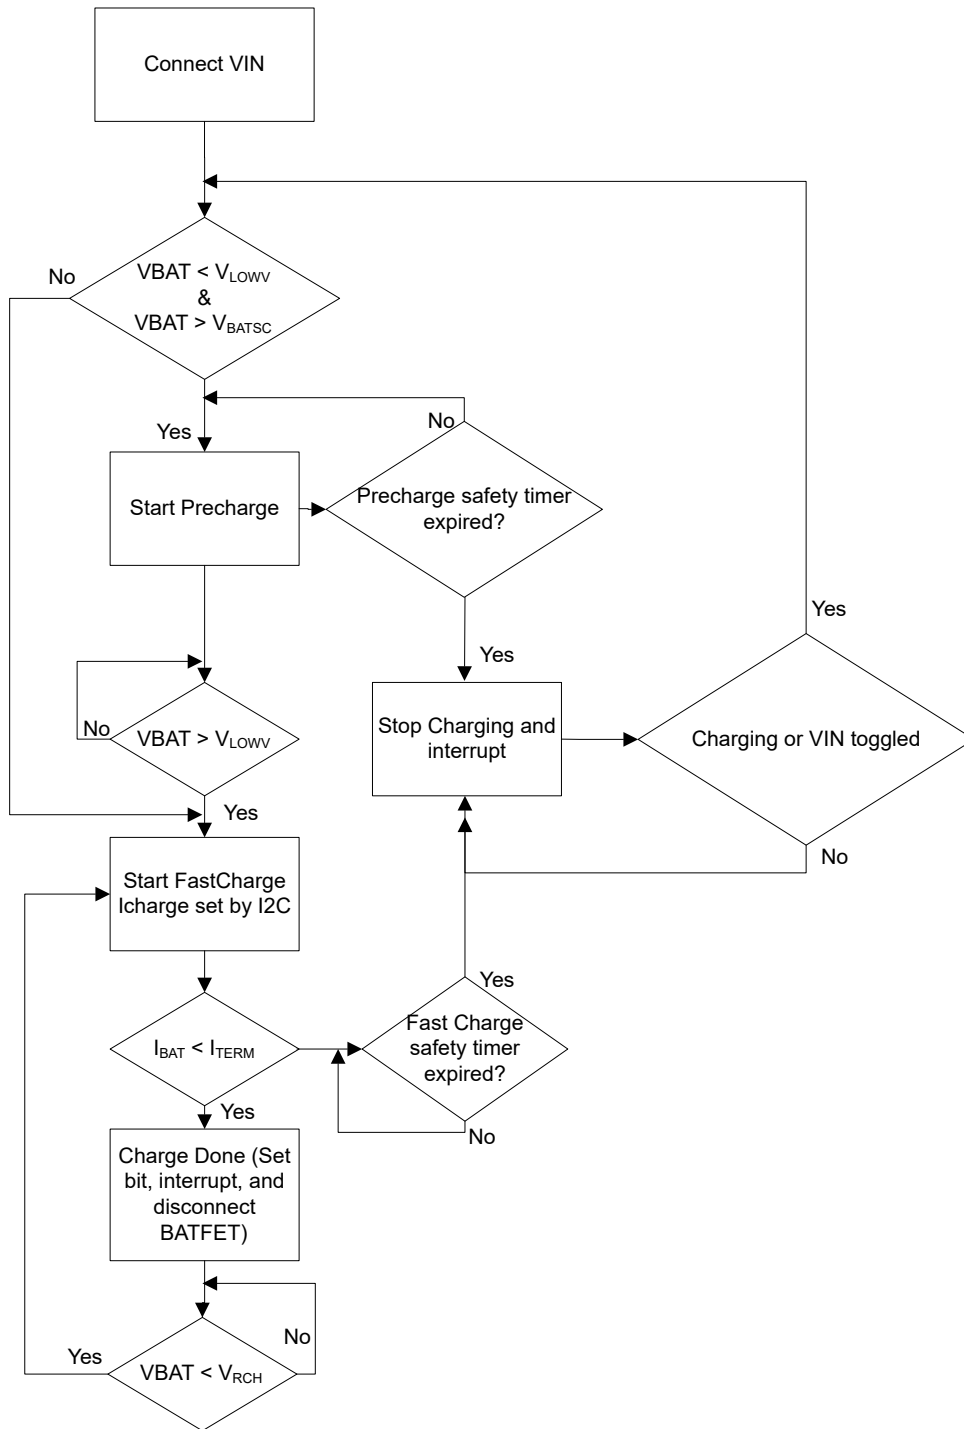 Connect VIN
No
VBAT < VLOWV
&
VBAT > VBATSC
Yes
No
Start Precharge
Precharge safety timer
expired?
Yes
Yes
No
VBAT > VLOWV
Stop Charging and
interrupt
Charging or VIN toggled
Yes
No
Start FastCharge
Icharge set by I2C
Yes
IBAT < ITERM
Fast Charge
safety timer
expired?
Yes
No
Charge Done (Set
bit, interrupt, and
disconnect
BATFET)
No
Yes
VBAT < VRCH